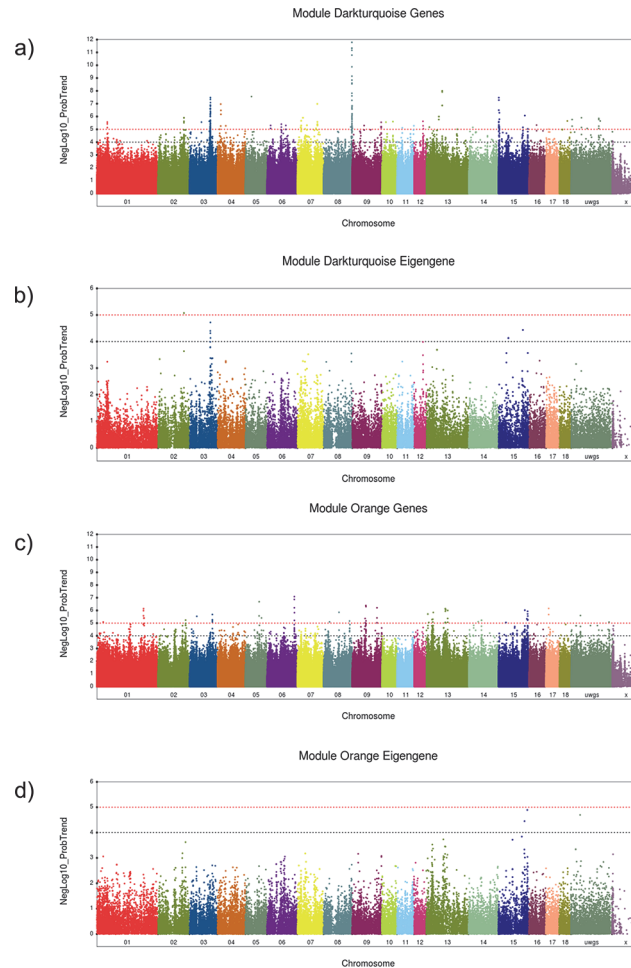 Module Darkturquoise Genes
a)
NegLog10_ProbTrend
12
11
10
9
8
7
6
5
4
3
2
1
0
01 02 03 04 05 06 07 08 09 10 11 12 13 14 15 16 17 18 uwgs x
Chromosome
Module Darkturquoise Eigengene
b)
NegLog10_ProbTrend
6
5
4
3
2
1
0
01 02 03 04 05 06 07 08 09 10 11 12 13 14 15 16 17 18 uwgs x
Chromosome
Module Orange Genes
c)
NegLog10_ProbTrend
12
11
10
9
8
7
6
5
4
3
2
1
0
01 02 03 04 05 06 07 08 09 10 11 12 13 14 15 16 17 18 uwgs x
Chromosome
Module Orange Eigengene
d)
NegLog10_ProbTrend
6
5
4
3
2
1
0
01 02 03 04 05 06 07 08 09 10 11 12 13 14 15 16 17 18 uwgs x
Chromosome